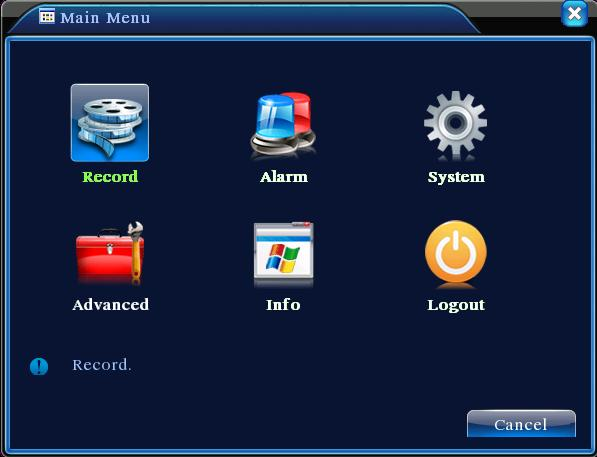 Main Menu
Record
Alarm
System
Advanced
Info
Logout
Record.
Cancel